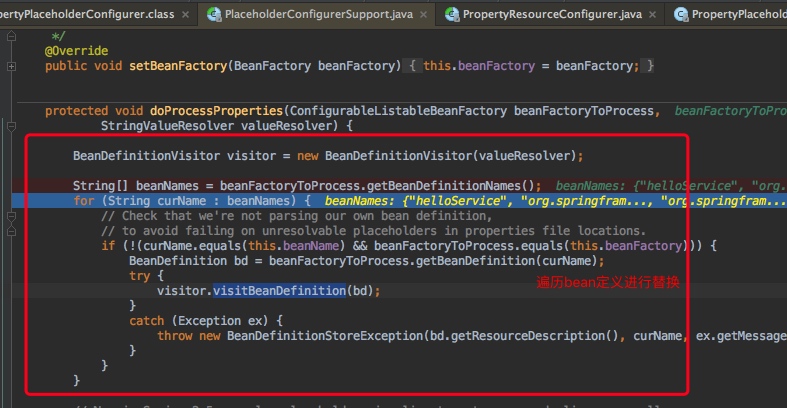 pertyPlaceholderConfigurer.class × PlaceholderConfigurerSupport.java × PropertyResourceConfigurer.java × PropertyPlacehold
*/
@Override
public void setBeanFactory(BeanFactory beanFactory) { this.beanFactory = beanFactory; }
protected void doProcessProperties(ConfigurableListableBeanFactory beanFactoryToProcess, beanFactoryToPro
StringValueResolver valueResolver) {
BeanDefinitionVisitor visitor = new BeanDefinitionVisitor(valueResolver);
String[] beanNames = beanFactoryToProcess.getBeanDefinitionNames(); beanNames: {"helloService", "org.
for (String curName : beanNames) { beanNames: {"helloService", "org.springfram..., "org.springfram...
// Check that we're not parsing our own bean definition,
// to avoid failing on unresolvable placeholders in properties file locations.
if (!(curName.equals(this.beanName) && beanFactoryToProcess.equals(this.beanFactory))) {
BeanDefinition bd = beanFactoryToProcess.getBeanDefinition(curName);
try {
visitor.visitBeanDefinition(bd);
遍历bean定义进行替换
}
catch (Exception ex) {
throw new BeanDefinitionStoreException(bd.getResourceDescription(), curName, ex.getMessage
}
}
}